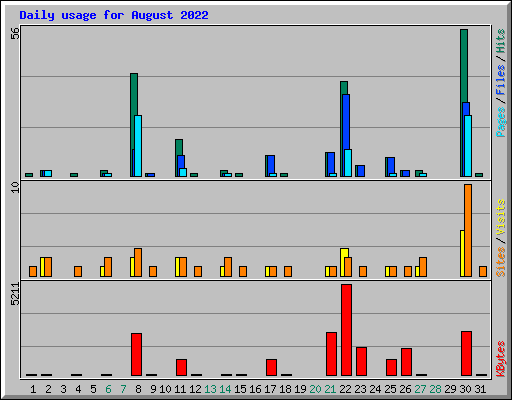 Daily usage for August 2022
56
Pages / Files / Hits
10
Sites / Visits
5211
KBytes
1 2 3 4 5 6 7 8 9 10 11 12 13 14 15 16 17 18 19 20 21 22 23 24 25 26 27 28 29 30 31